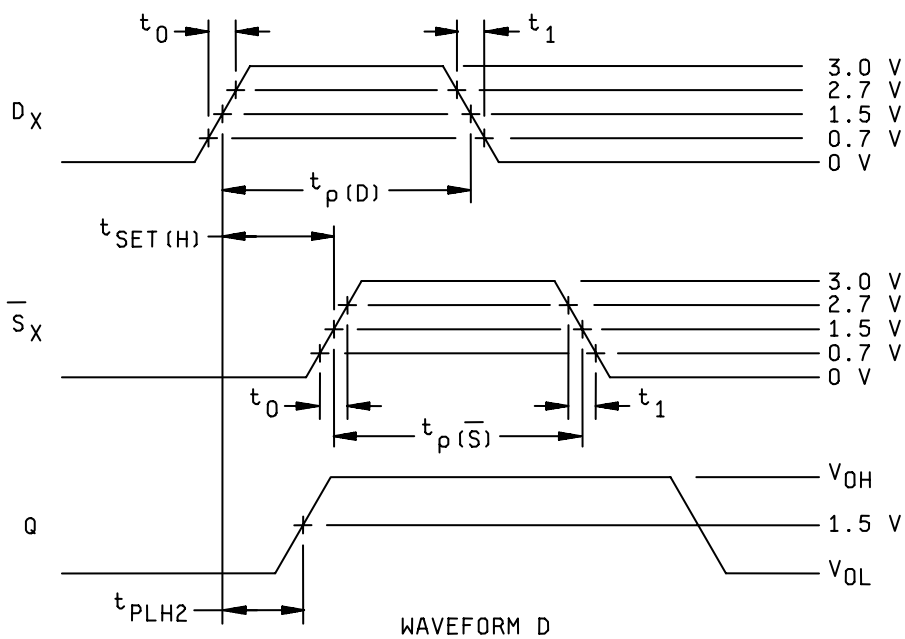 t0 t1
3.0 V
2.7 V
DX 1.5 V
0.7 V
0 V
tp(D)
tSET(H)
3.0 V
2.7 V
S̅X 1.5 V
0.7 V
0 V
t0 t1
tp(S̅)
VOH
Q 1.5 V
VOL
tPLH2
WAVEFORM D